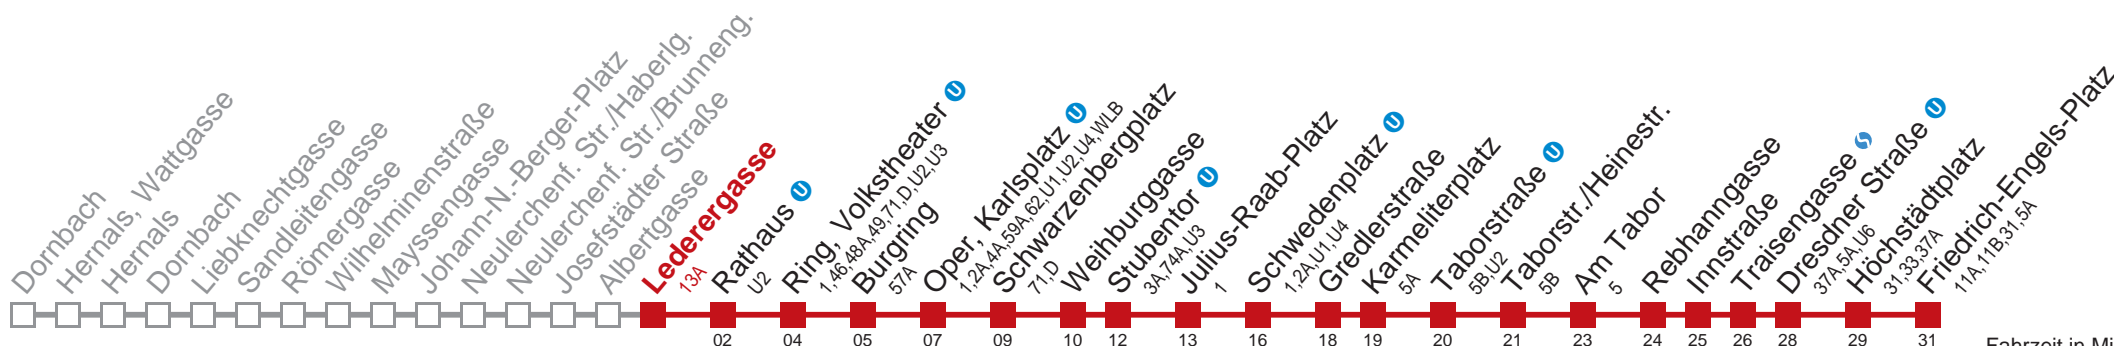 Dornbach
Hernals, Wattgasse
Hernals
Dornbach
Liebknechtgasse
Sandleitengasse
Römergasse
Wilhelminenstraße
Mayssengasse
Johann-N.-Berger-Platz
Neulerchenf. Str./Haberlg.
Neulerchenf. Str./Brunneng.
Josefstädter Straße
Albertgasse
Lederergasse
13A
Rathaus U
U2
Ring, Volkstheater U
1,46,48A,49,71,D,U2,U3
Burgring
57A
Oper, Karlsplatz U
1,2A,4A,59A,62,U1,U2,U4,WLB
Schwarzenbergplatz
71,D
Weihburggasse
Stubentor U
3A,74A,U3
Julius-Raab-Platz
1
Schwedenplatz U
1,2A,U1,U4
Gredlerstraße
Karmeliterplatz
5A
Taborstraße U
5B,U2
Taborstr./Heinestr.
5B
Am Tabor
5
Rebhanngasse
Innstraße
Traisengasse S
Dresdner Straße U
37A,5A,U6
Höchstädtplatz
31,33,37A
Friedrich-Engels-Platz
11A,11B,31,5A
02 04 05 07 09 10 12 13 16 18 19 20 21 23 24 25 26 28 29 31
Fahrzeit in Mi